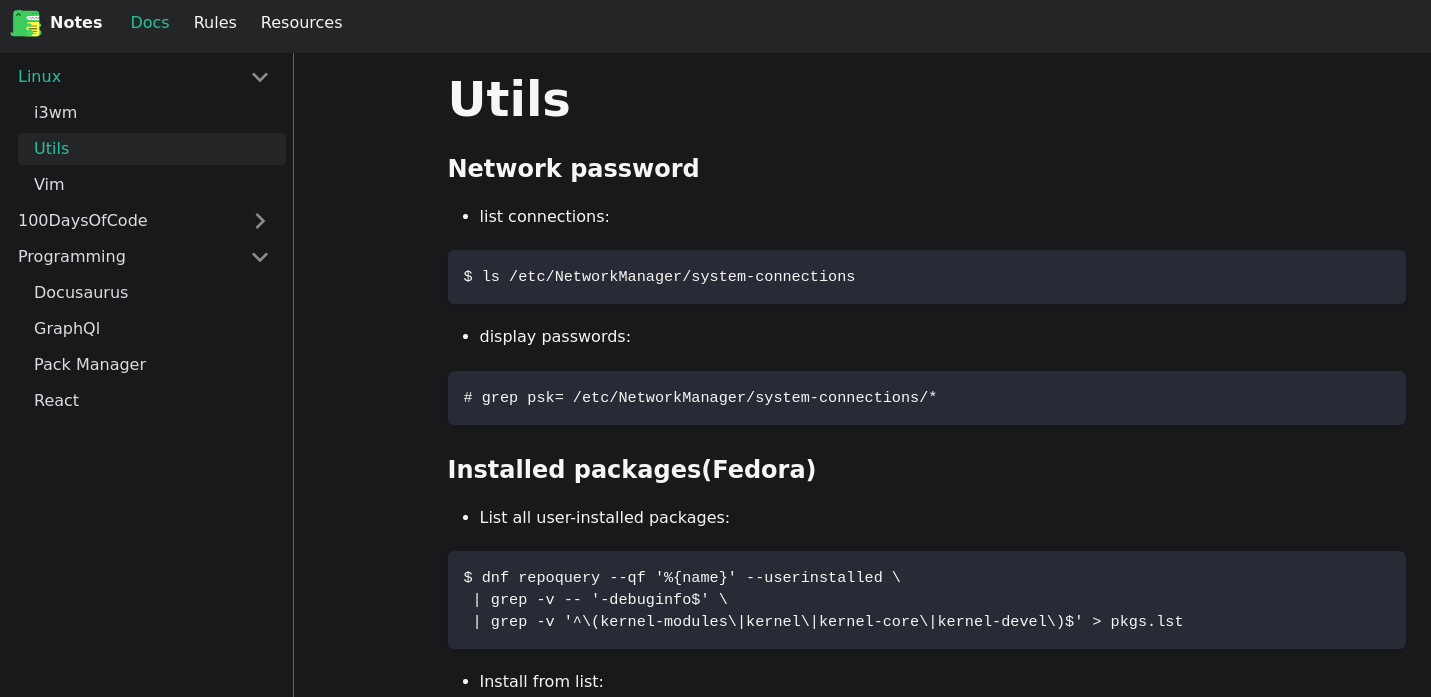 Notes Docs Rules Resources
Linux
i3wm
Utils
Vim
100DaysOfCode
Programming
Docusaurus
GraphQl
Pack Manager
React
Utils
Network password
• list connections:
$ ls /etc/NetworkManager/system-connections
• display passwords:
# grep psk= /etc/NetworkManager/system-connections/*
Installed packages(Fedora)
• List all user-installed packages:
$ dnf repoquery --qf '%{name}' --userinstalled \
 | grep -v -- '-debuginfo$' \
 | grep -v '^\(kernel-modules\|kernel\|kernel-core\|kernel-devel\)$' > pkgs.lst
• Install from list: